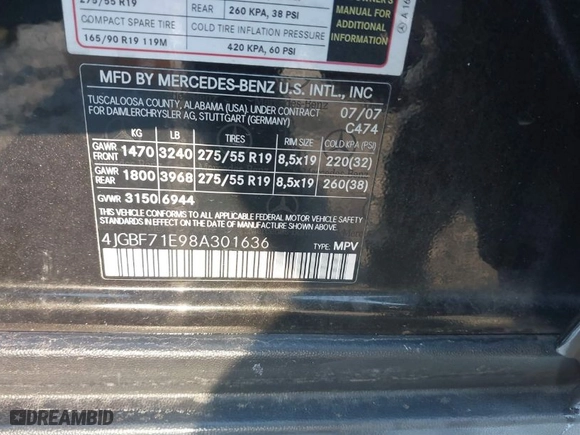 275/55 R19
REAR
260 KPA, 38 PSI
COMPACT SPARE TIRE
165/90 R19 119M
COLD TIRE INFLATION PRESSURE
420 KPA, 60 PSI
MANUAL FOR
ADDITIONAL
INFORMATION
A 16
MFD BY MERCEDES-BENZ U.S. INTL., INC
TUSCALOOSA COUNTY, ALABAMA (USA), UNDER CONTRACT
FOR DAIMLERCHRYSLER AG, STUTTGART (GERMANY)
07/07
C474
KG LB TIRES RIM SIZE COLD KPA (PSI)
GAWR FRONT 1470 3240 275/55 R19 8,5x19 220(32)
GAWR REAR 1800 3968 275/55 R19 8,5x19 260(38)
GVWR 3150 6944
THIS VEHICLE CONFORMS TO ALL APPLICABLE FEDERAL MOTOR
VEHICLE SAFETY AND THEFT PREVENTION STANDARDS IN
EFFECT ON THE DATE OF MANUFACTURE SHOWN ABOVE.
4JGBF71E98A301636 TYPE: MPV
DREAMBID